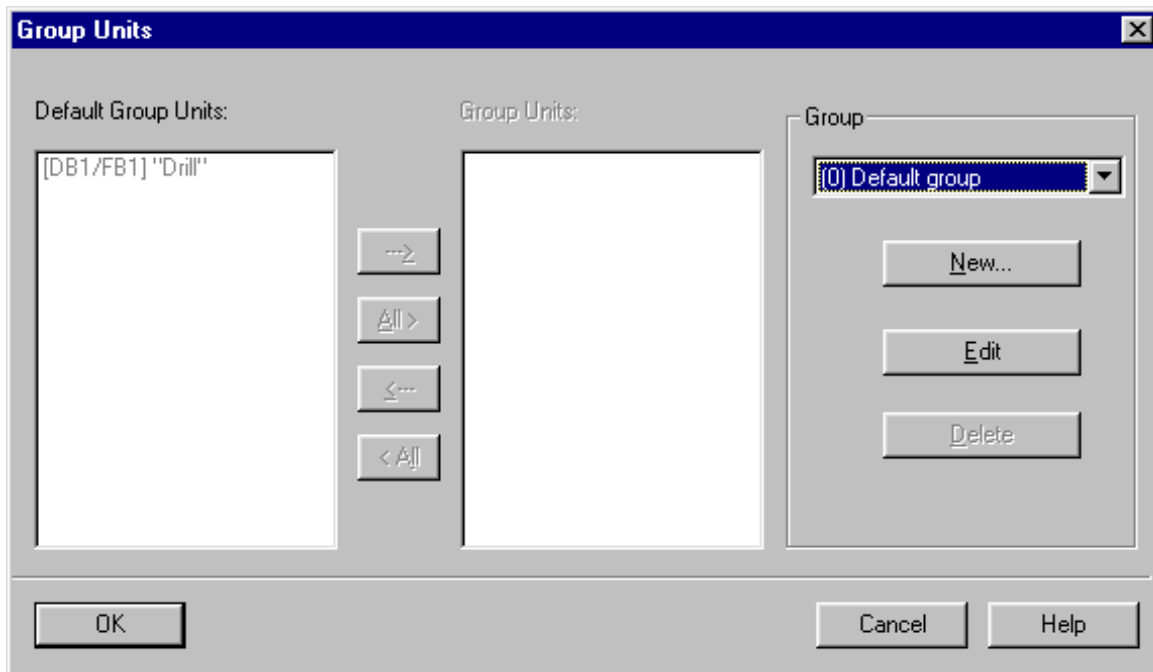 Group Units
Default Group Units:
[DB1/FB1] "Drill"
--->
All >
<---
< All
Group Units:
Group
(0) Default group
New...
Edit
Delete
OK
Cancel
Help